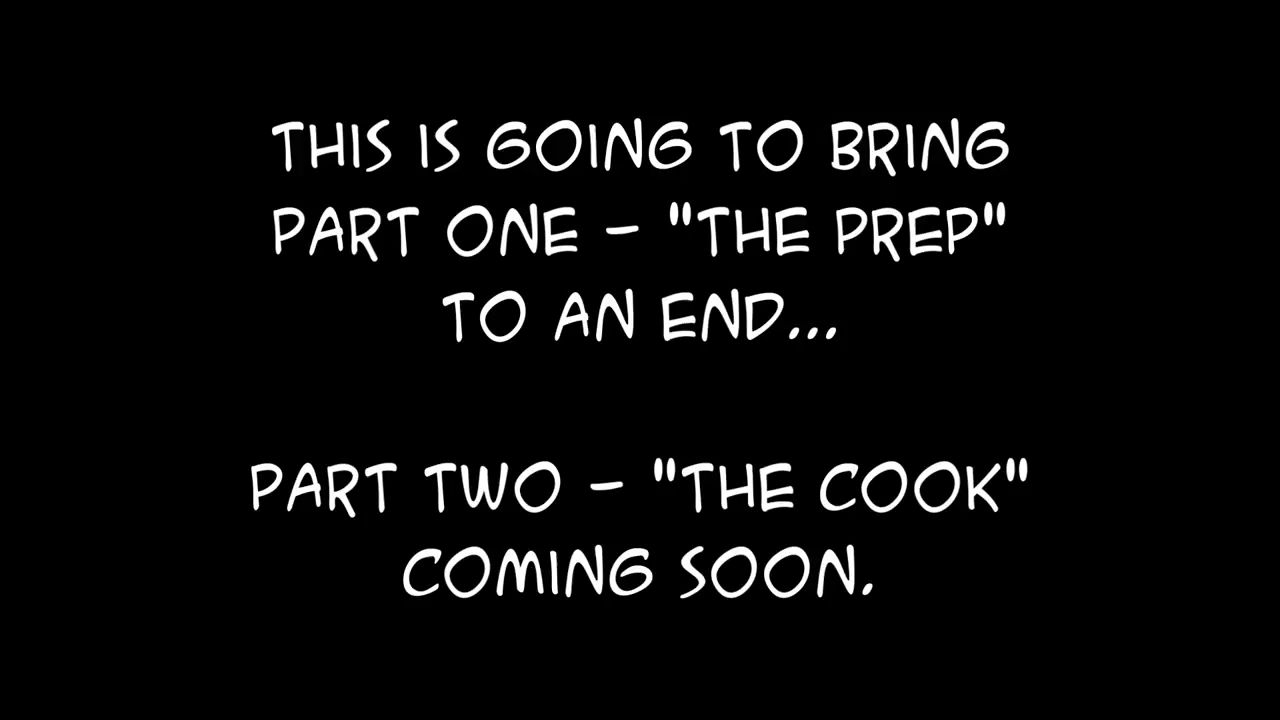 THIS IS GOING TO BRING
PART ONE - "THE PREP"
TO AN END...
PART TWO - "THE COOK"
COMING SOON.